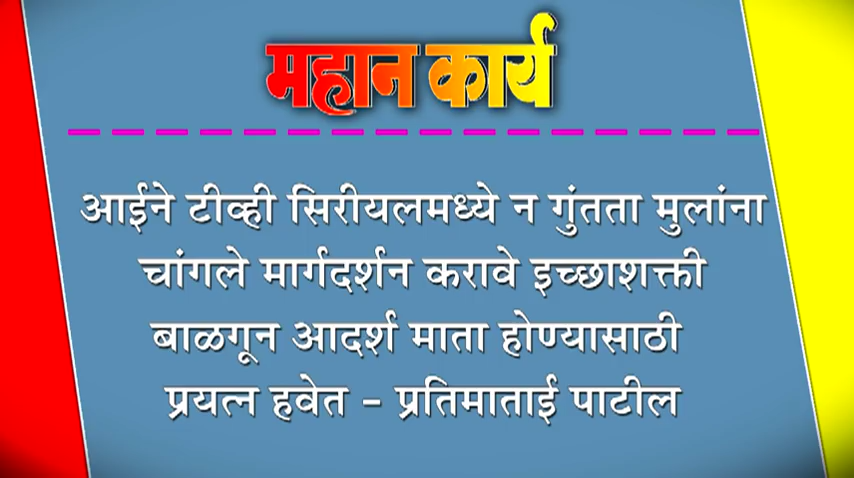 महान कार्य
आईने टीव्ही सिरीयलमध्ये न गुंतता मुलांना
चांगले मार्गदर्शन करावे इच्छाशक्ती
बाळगून आदर्श माता होण्यासाठी
प्रयत्न हवेत - प्रतिमाताई पाटील